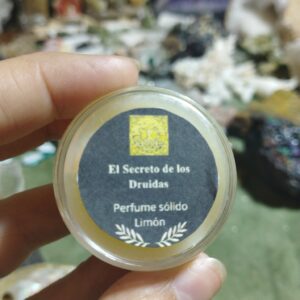 El Secreto de los
Druidas
Perfume sólido
Limón